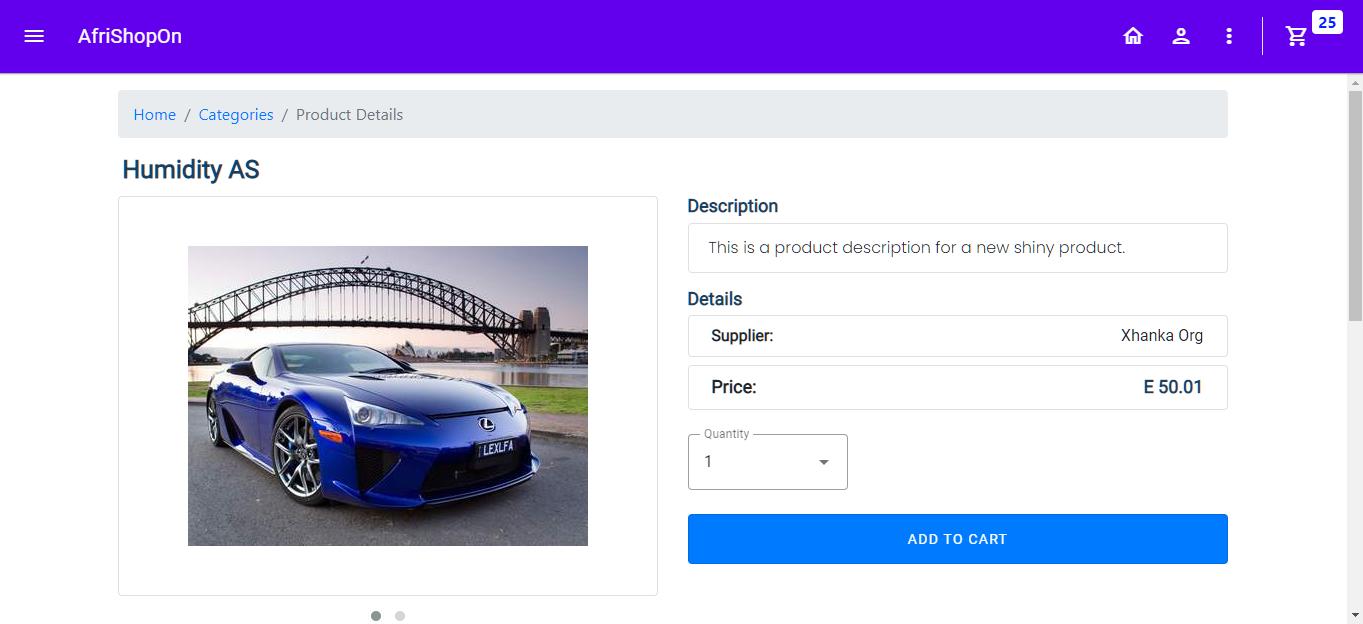 AfriShopOn
25
Home / Categories / Product Details
Humidity AS
LEXLFA
Description
This is a product description for a new shiny product.
Details
Supplier: Xhanka Org
Price: E 50.01
Quantity
1
ADD TO CART